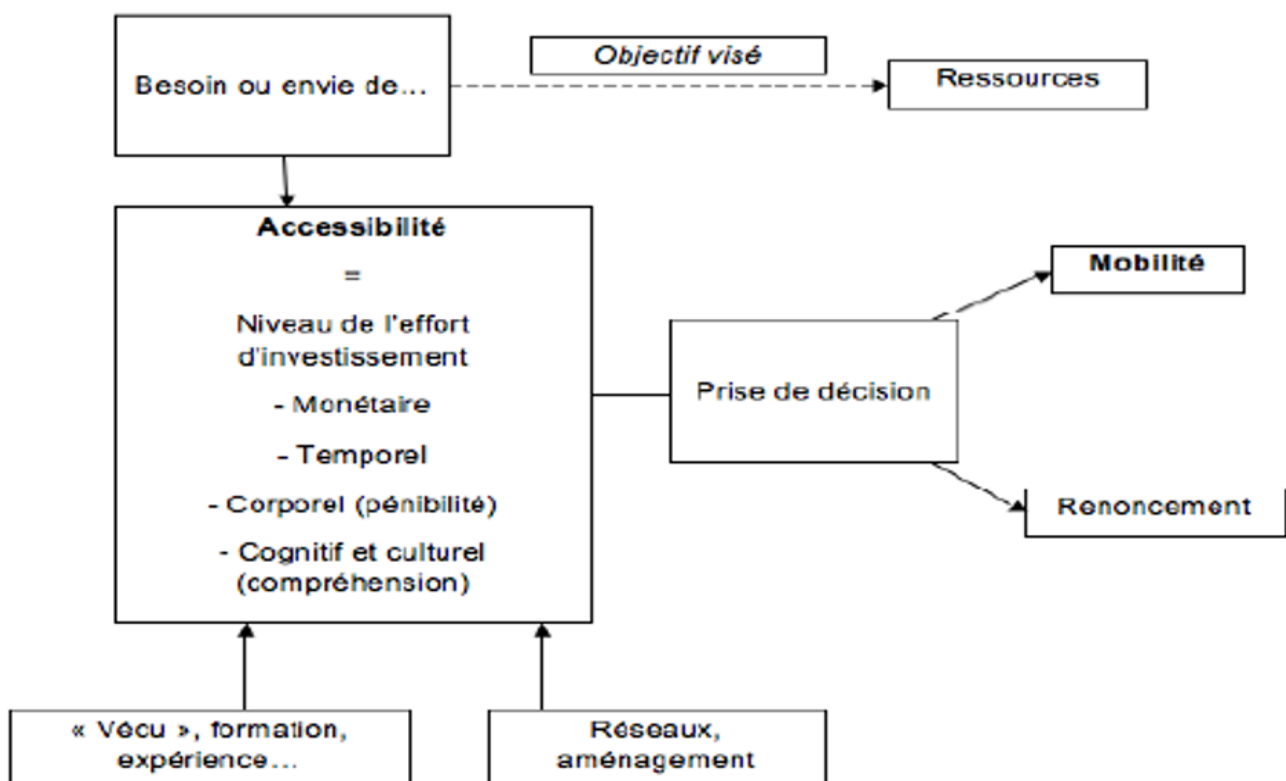 Besoin ou envie de...
Objectif visé
Ressources
Accessibilité
=
Niveau de l'effort
d'investissement
- Monétaire
- Temporel
- Corporel (pénibilité)
- Cognitif et culturel
(compréhension)
Prise de décision
Mobilité
Renoncement
« Vécu », formation,
expérience...
Réseaux,
aménagement